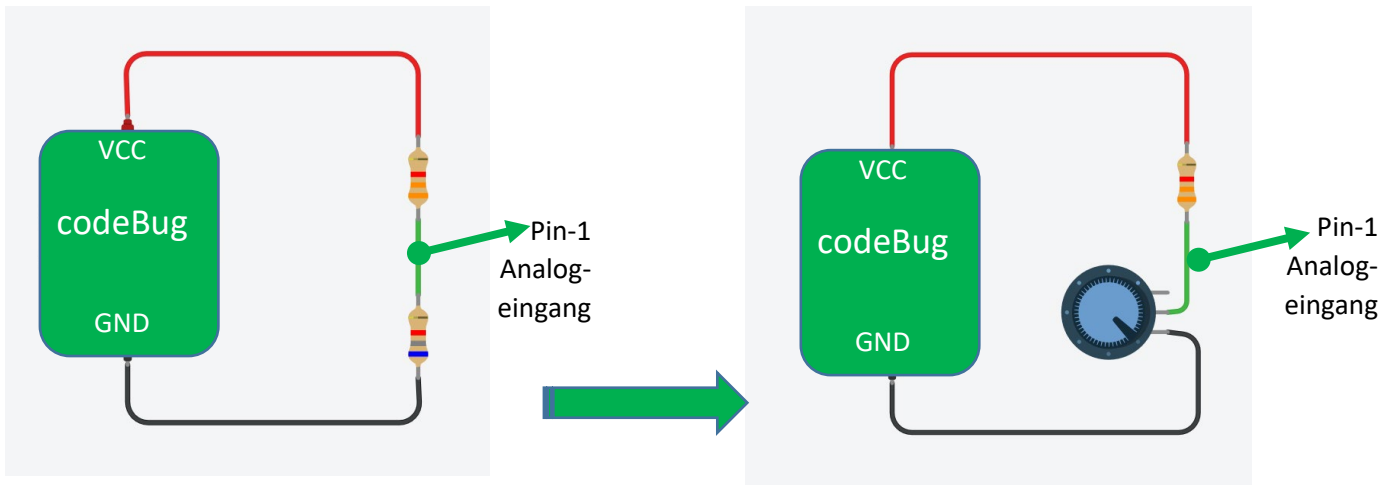 VCC
codeBug
GND
Pin-1
Analog-
eingang
VCC
codeBug
GND
Pin-1
Analog-
eingang